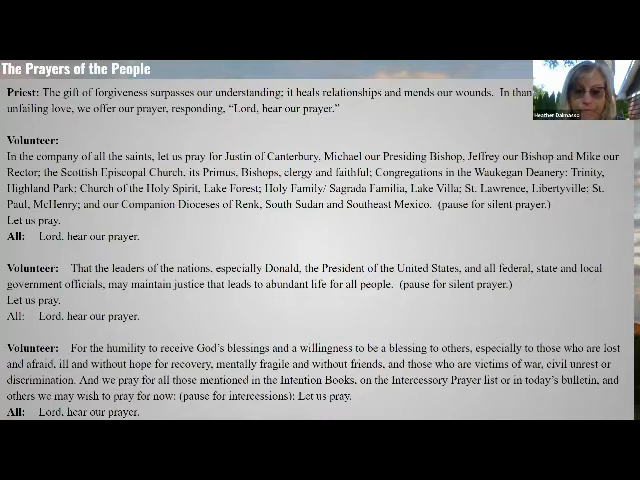 The Prayers of the People
Priest: The gift of forgiveness surpasses our understanding; it heals relationships and mends our wounds. In than
unfailing love, we offer our prayer, responding, “Lord, hear our prayer.”
Heather Dalmasso
Volunteer:
In the company of all the saints, let us pray for Justin of Canterbury, Michael our Presiding Bishop, Jeffrey our Bishop and Mike our
Rector; the Scottish Episcopal Church, its Primus, Bishops, clergy and faithful; Congregations in the Waukegan Deanery: Trinity,
Highland Park; Church of the Holy Spirit, Lake Forest; Holy Family/ Sagrada Familia, Lake Villa; St. Lawrence, Libertyville; St.
Paul, McHenry; and our Companion Dioceses of Renk, South Sudan and Southeast Mexico. (pause for silent prayer.)
Let us pray.
All: Lord, hear our prayer.
Volunteer: That the leaders of the nations, especially Donald, the President of the United States, and all federal, state and local
government officials, may maintain justice that leads to abundant life for all people. (pause for silent prayer.)
Let us pray.
All: Lord, hear our prayer.
Volunteer: For the humility to receive God’s blessings and a willingness to be a blessing to others, especially to those who are lost
and afraid, ill and without hope for recovery, mentally fragile and without friends, and those who are victims of war, civil unrest or
discrimination. And we pray for all those mentioned in the Intention Books, on the Intercessory Prayer list or in today’s bulletin, and
others we may wish to pray for now: (pause for intercessions): Let us pray.
All: Lord, hear our prayer.